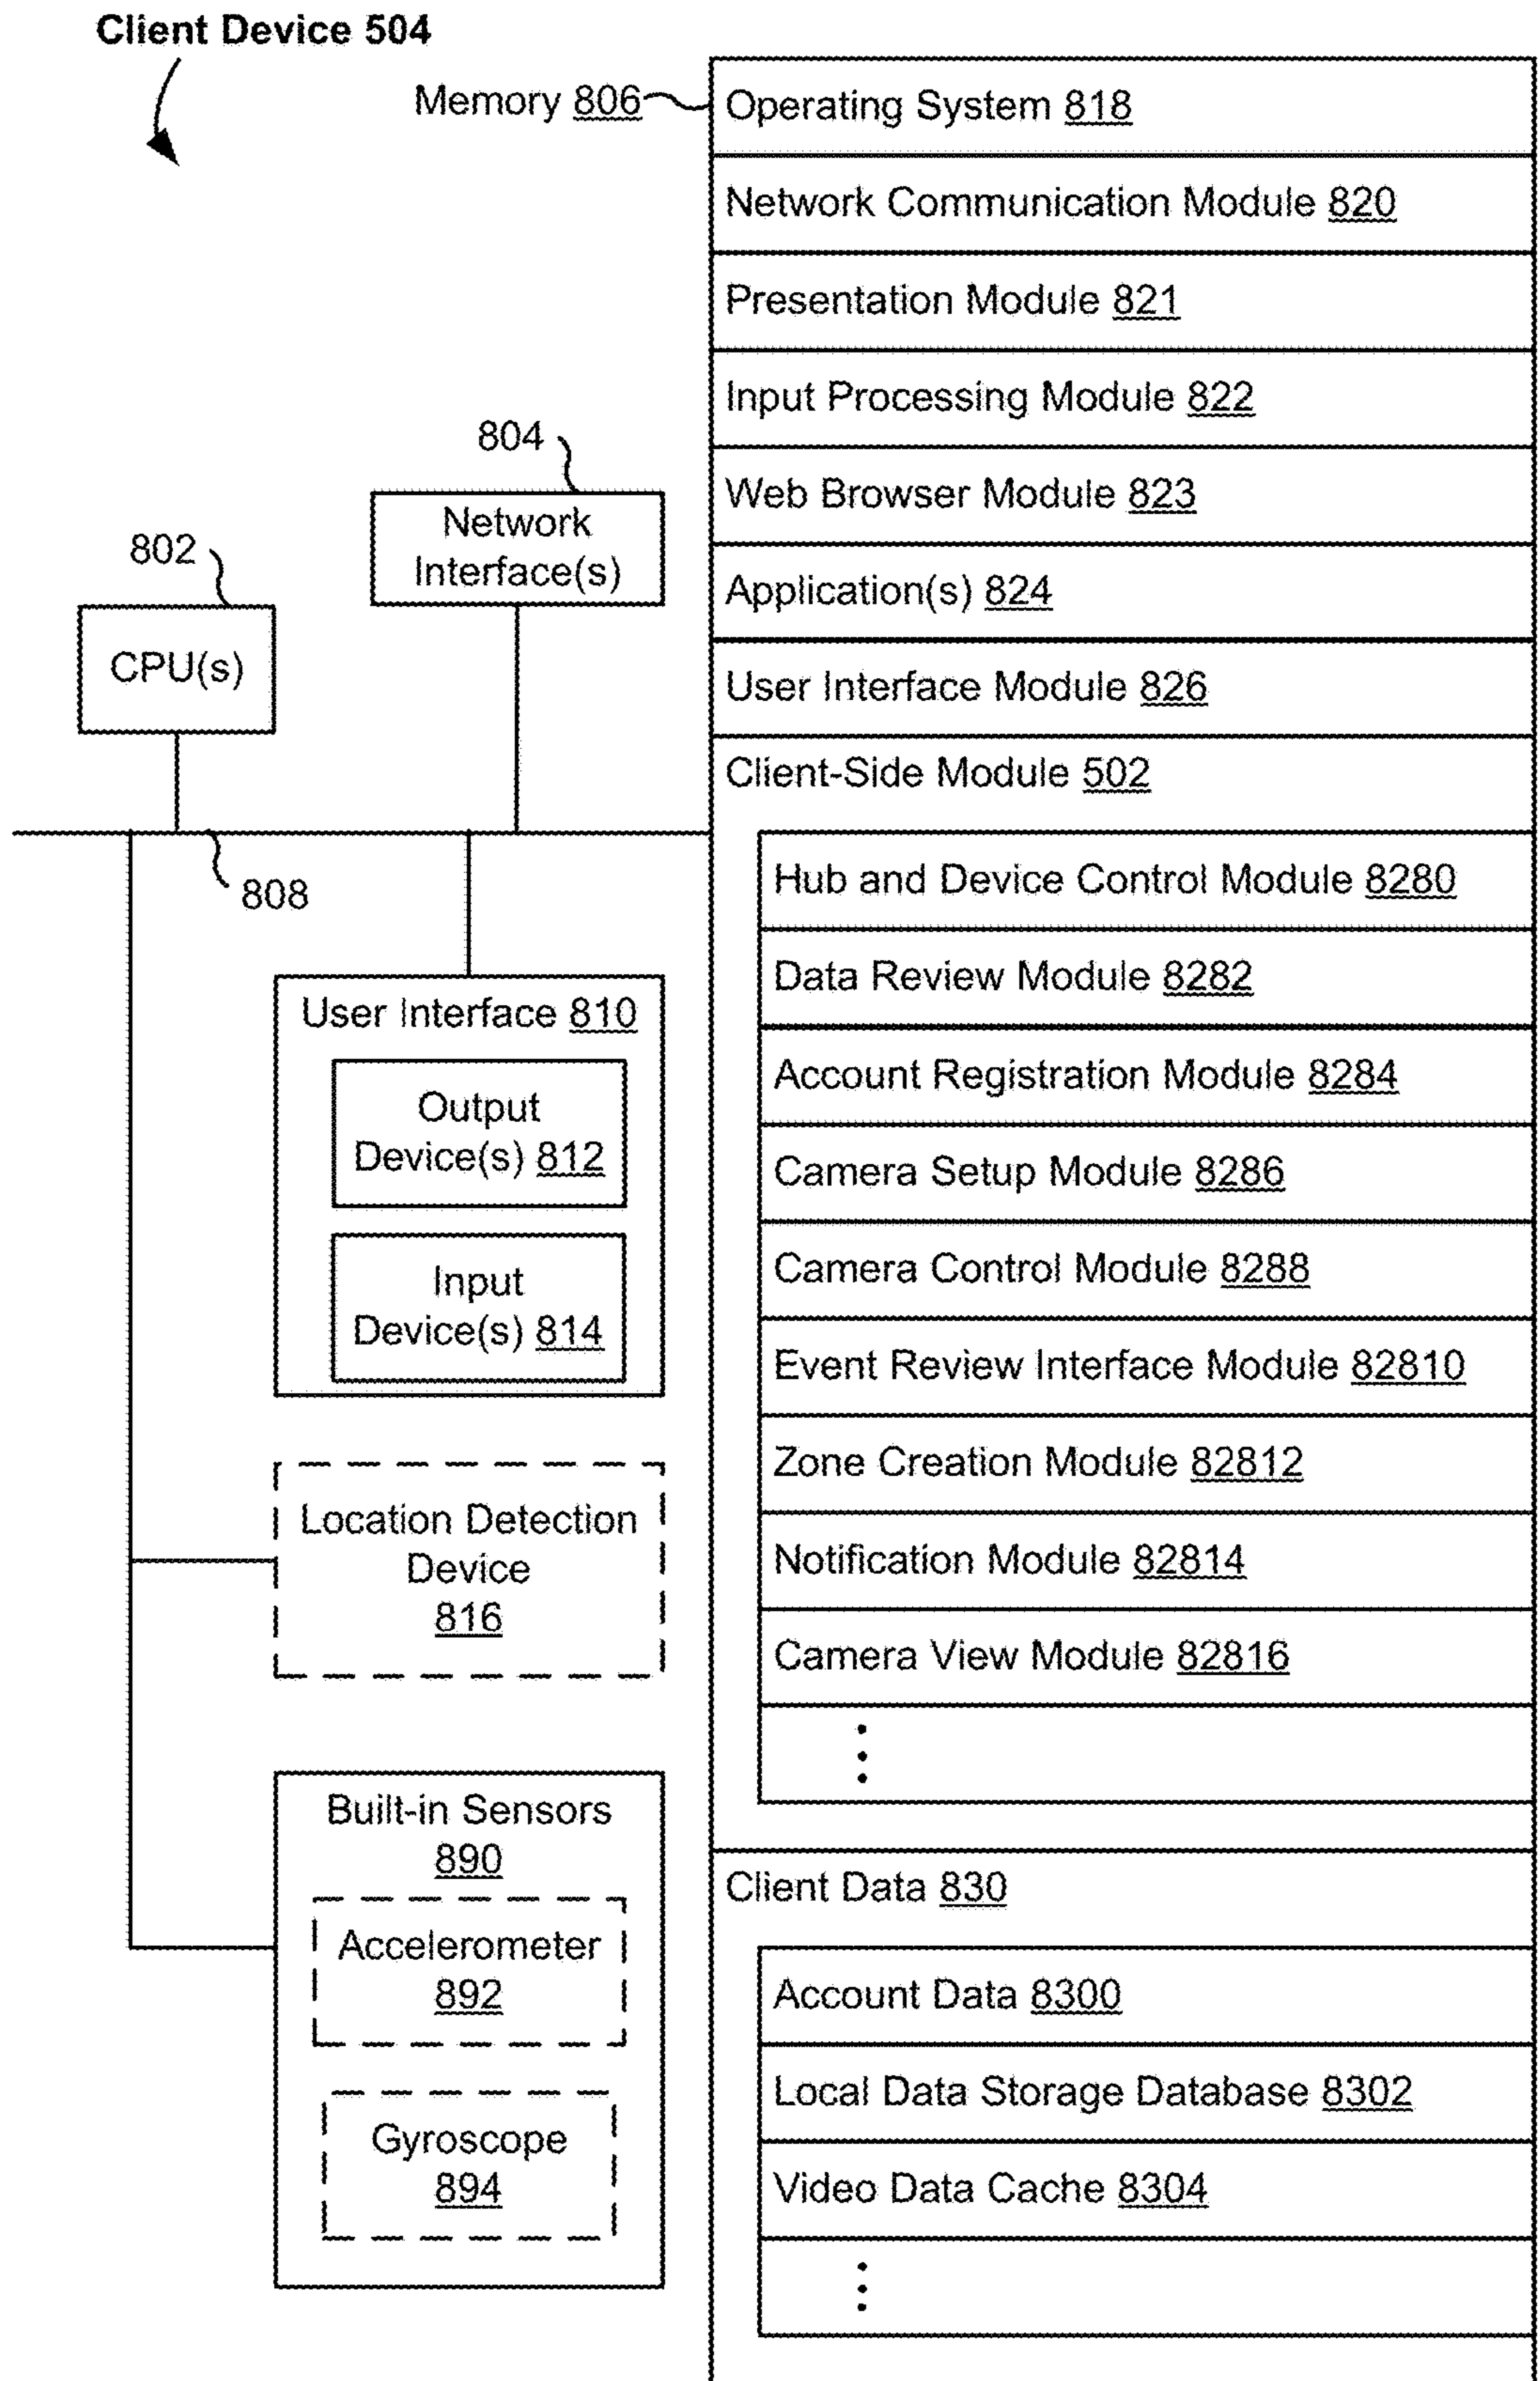 Client Device 504
Memory 806
Operating System 818
Network Communication Module 820
Presentation Module 821
Input Processing Module 822
Web Browser Module 823
Application(s) 824
User Interface Module 826
Client-Side Module 502
Hub and Device Control Module 8280
Data Review Module 8282
Account Registration Module 8284
Camera Setup Module 8286
Camera Control Module 8288
Event Review Interface Module 82810
Zone Creation Module 82812
Notification Module 82814
Camera View Module 82816
Client Data 830
Account Data 8300
Local Data Storage Database 8302
Video Data Cache 8304
804
Network
Interface(s)
802
CPU(s)
808
User Interface 810
Output
Device(s) 812
Input
Device(s) 814
Location Detection
Device
816
Built-in Sensors
890
Accelerometer
892
Gyroscope
894